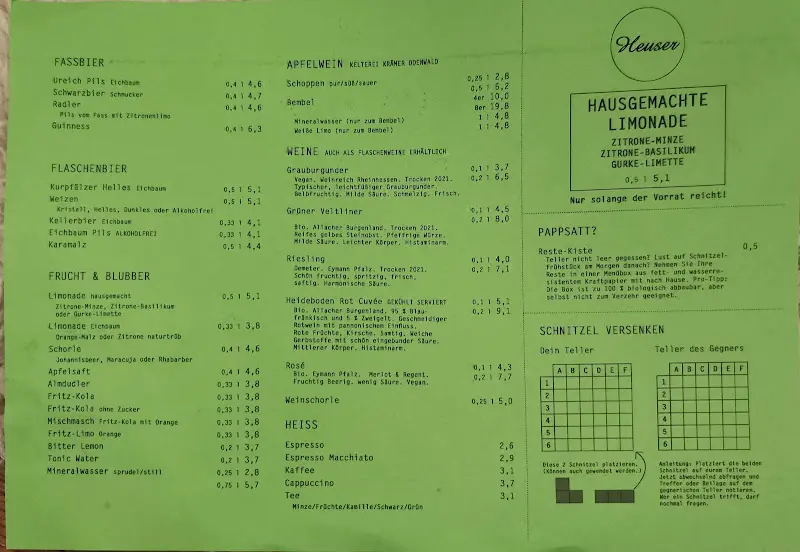 FASSBIER
Ureich Pils Eichbaum 0,4 l 4,6
Schwarzbier Schmucker 0,4 l 4,7
Radler 0,4 l 4,6
Pils vom Fass mit Zitronenlimo
Guinness 0,4 l 6,3
FLASCHENBIER
Kurpfälzer Helles Eichbaum 0,5 l 5,1
Weizen 0,5 l 5,1
Kristall, Helles, Dunkles oder Alkoholfrei
Kellerbier Eichbaum 0,33 l 4,1
Eichbaum Pils ALKOHOLFREI 0,33 l 4,1
Karamalz 0,5 l 4,4
FRUCHT & BLUBBER
Limonade hausgemacht 0,5 l 5,1
Zitrone-Minze, Zitrone-Basilikum
oder Gurke-Limette
Limonade Eichbaum 0,33 l 3,8
Orange-Malz oder Zitrone naturtrüb
Schorle 0,4 l 4,6
Johannisbeer, Maracuja oder Rhabarber
Apfelsaft 0,4 l 4,6
Almdudler 0,33 l 3,8
Fritz-Kola 0,33 l 3,8
Fritz-Kola ohne Zucker 0,33 l 3,8
Mischmasch Fritz-Kola mit Orange 0,33 l 3,8
Fritz-Limo Orange 0,33 l 3,8
Bitter Lemon 0,2 l 3,7
Tonic Water 0,2 l 3,7
Mineralwasser sprudel/still 0,25 l 2,8
0,75 l 5,7
APFELWEIN KELTEREI KRÄMER ODENWALD
Schoppen pur/süß/sauer 0,25 l 2,8
0,5 l 5,2
Bembel 4er 10,0
8er 19,8
Mineralwasser (nur zum Bembel) 1 l 4,8
Weiße Limo (nur zum Bembel) 1 l 4,8
WEINE AUCH ALS FLASCHENWEINE ERHÄLTLICH
Grauburgunder 0,1 l 3,7
Vegan. Weinreich Rheinhessen. Trocken 2021. 0,2 l 6,5
Typischer, leichtfüßiger Grauburgunder.
Gelbfruchtig. Milde Säure. Schmelzig. Frisch.
Grüner Veltliner 0,1 l 4,5
0,2 l 8,0
Bio. Allacher Burgenland. Trocken 2021.
Reifes gelbes Steinobst. Pfeffrige Würze.
Milde Säure. Leichter Körper. Histaminarm.
Riesling 0,1 l 4,0
Demeter. Eymann Pfalz. Trocken 2021. 0,2 l 7,1
Schön fruchtig, spritzig, frisch,
saftig. Harmonische Säure.
Heideboden Rot Cuvée GEKÜHLT SERVIERT 0,1 l 5,1
Bio. Allacher Burgenland. 95 % Blau- 0,2 l 9,1
fränkisch und 5 % Zweigelt. Geschmeidiger
Rotwein mit pannonischem Einfluss.
Rote Früchte, Kirsche. Samtig. Weiche
Gerbstoffe mit schön eingebunder Säure.
Mittlerer Körper. Histaminarm.
Rosé 0,1 l 4,3
Bio. Eymann Pfalz. Merlot & Regent. 0,2 l 7,7
Fruchtig Beerig. wenig Säure. Vegan.
Weinschorle 0,25 l 5,0
HEISS
Espresso 2,6
Espresso Macchiato 2,9
Kaffee 3,1
Cappuccino 3,7
Tee 3,1
Minze/Früchte/Kamille/Schwarz/Grün
Heuser
HAUSGEMACHTE
LIMONADE
ZITRONE-MINZE
ZITRONE-BASILIKUM
GURKE-LIMETTE
0,5 l 5,1
Nur solange der Vorrat reicht!
PAPPSATT?
Reste-Kiste 0,5
Teller nicht leer gegessen? Lust auf Schnitzel-
frühstück am Morgen danach? Nehmen Sie Ihre
Reste in einer Mendbox aus fett- und wasserre-
sistentem Kraftpapier mit nach Hause. Pro-Tipp:
Die Box ist zu 100 % biologisch abbaubar, aber
selbst nicht zum Verzehr geeignet.
SCHNITZEL VERSENKEN
Dein Teller
A B C D E F
1
2
3
4
5
6
Teller des Gegners
A B C D E F
1
2
3
4
5
6
Diese 2 Schnitzel platzieren.
(Können auch gewendet werden.)
Anleitung: Platziert die beiden
Schnitzel auf eurem Teller.
Jetzt abwechselnd abfragen und
Treffer oder Beilage auf dem
gegnerischen Teller notieren.
Wer ein Schnitzel trifft, darf
nochmal fragen.